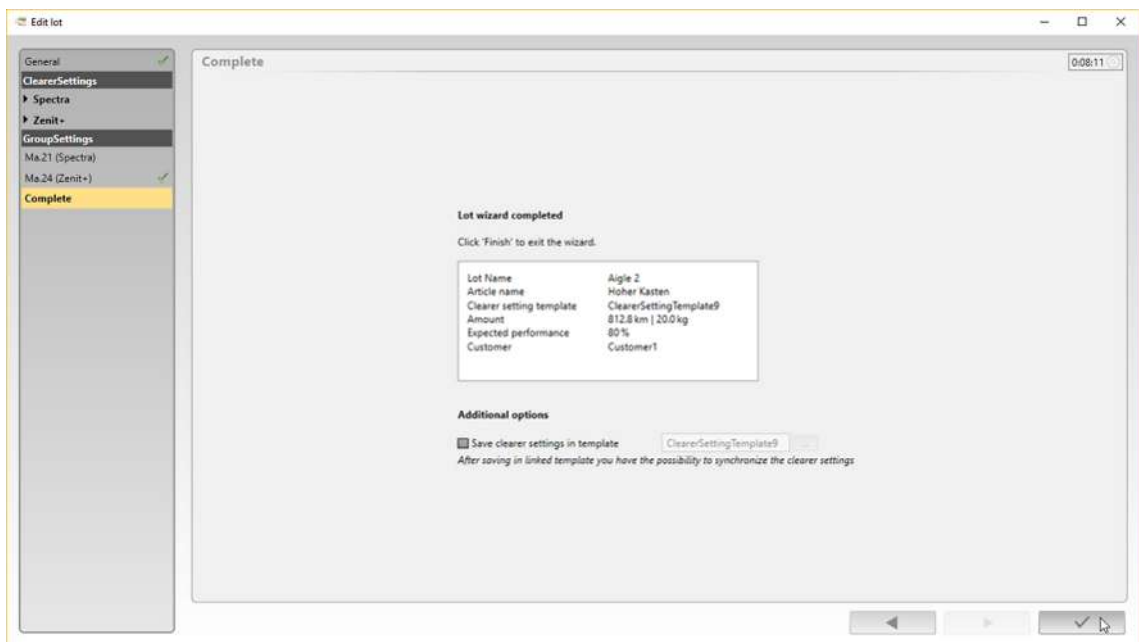 Edit lot
General
ClearerSettings
Spectra
Zenit+
GroupSettings
Ma.21 (Spectra)
Ma.24 (Zenit+)
Complete
Complete
0:08:11
Lot wizard completed
Click 'Finish' to exit the wizard.
Lot Name Aigle 2
Article name Hoher Kasten
Clearer setting template ClearerSettingTemplate9
Amount 812.8 km | 20.0 kg
Expected performance 80 %
Customer Customer1
Additional options
Save clearer settings in template ClearerSettingTemplate9 ...
After saving in linked template you have the possibility to synchronize the clearer settings